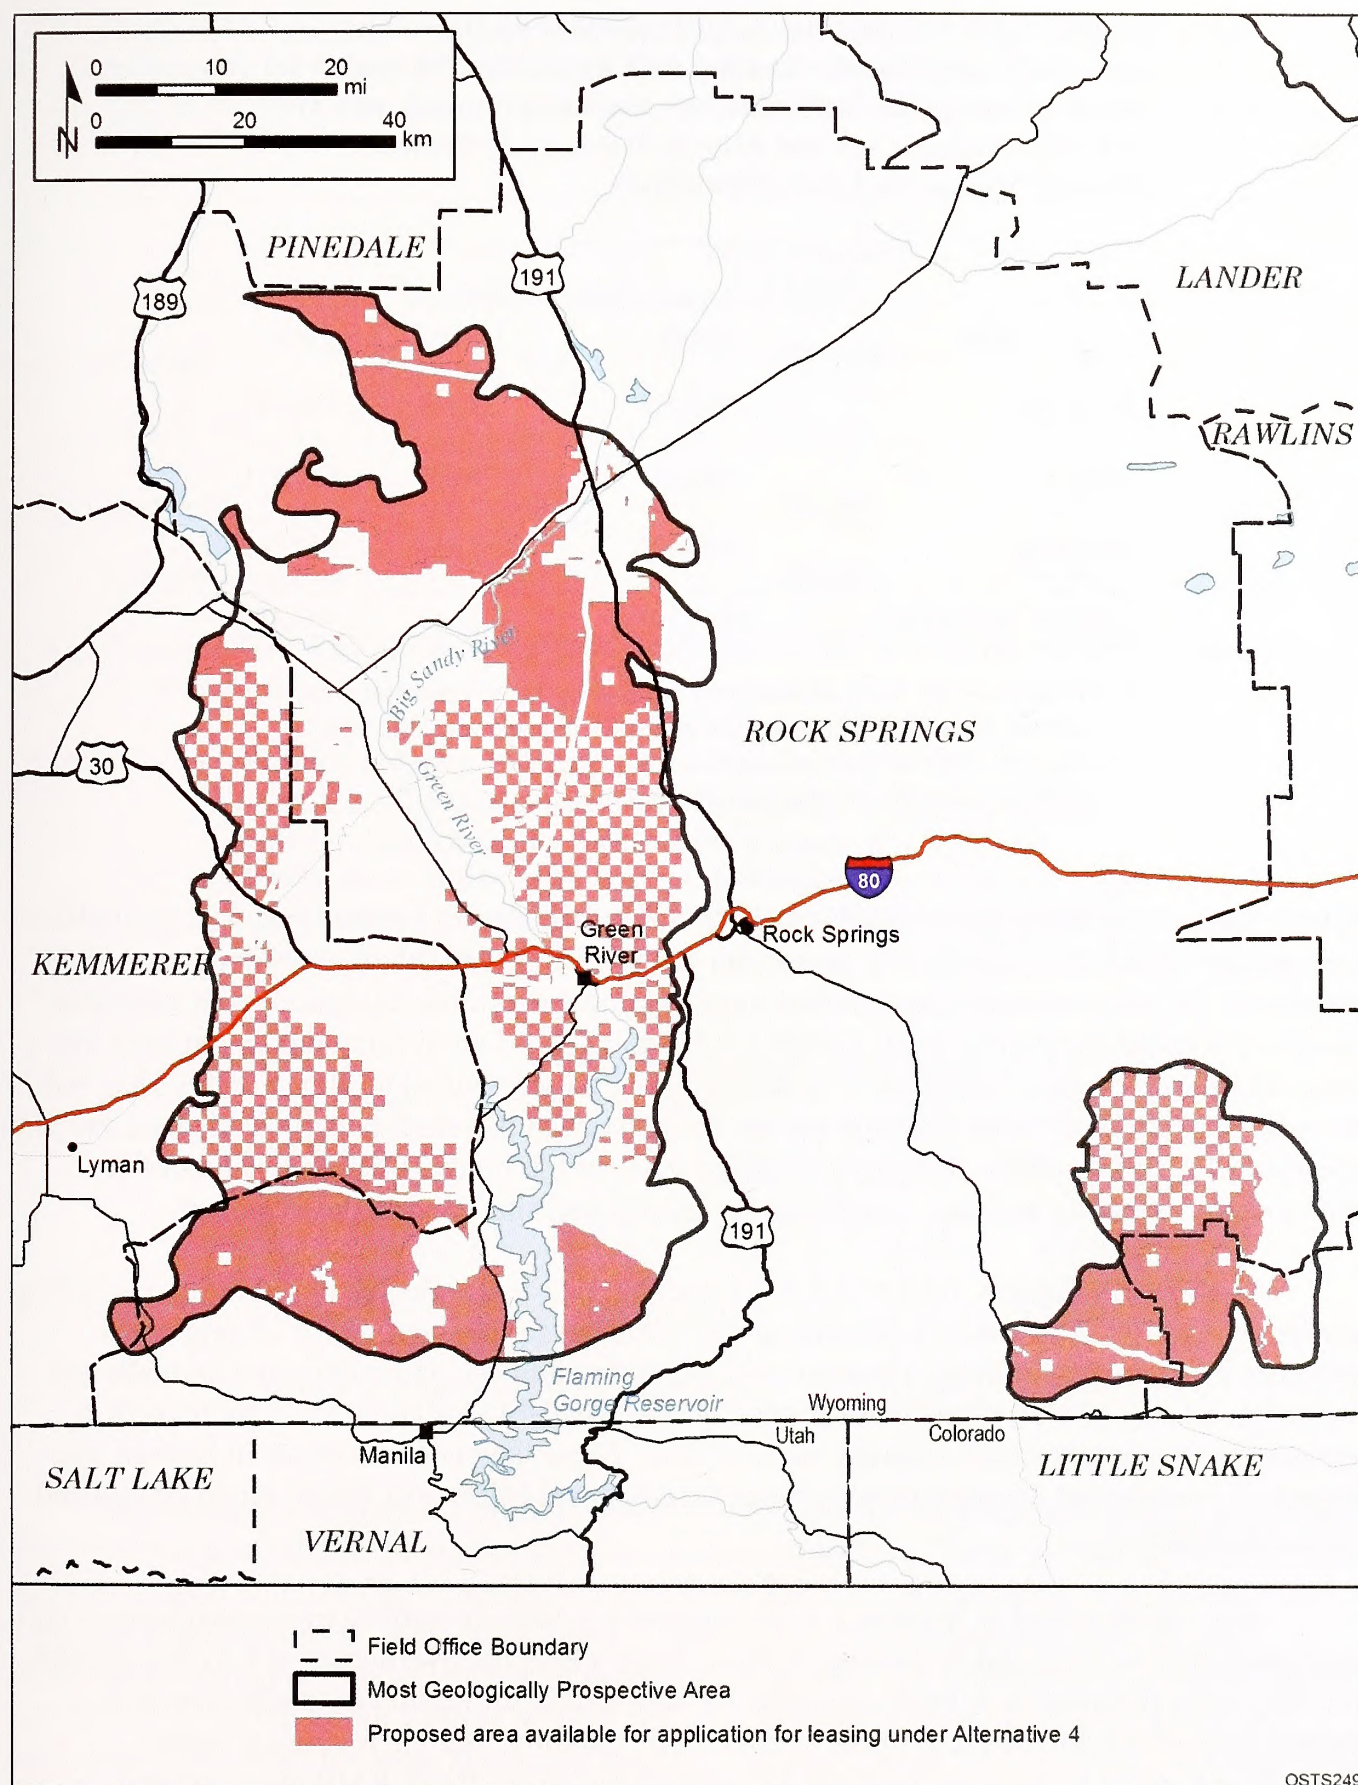 0 10 20
mi
0 20 40
km
N
PINEDALE
191
189
LANDER
RAWLINS
Big Sandy River
ROCK SPRINGS
30
Green River
80
Green
River
Rock Springs
KEMMERER
Lyman
191
Flaming
Gorge Reservoir
Wyoming
Utah
Colorado
Manila
SALT LAKE
LITTLE SNAKE
VERNAL
Field Office Boundary
Most Geologically Prospective Area
Proposed area available for application for leasing under Alternative 4
OSTS249